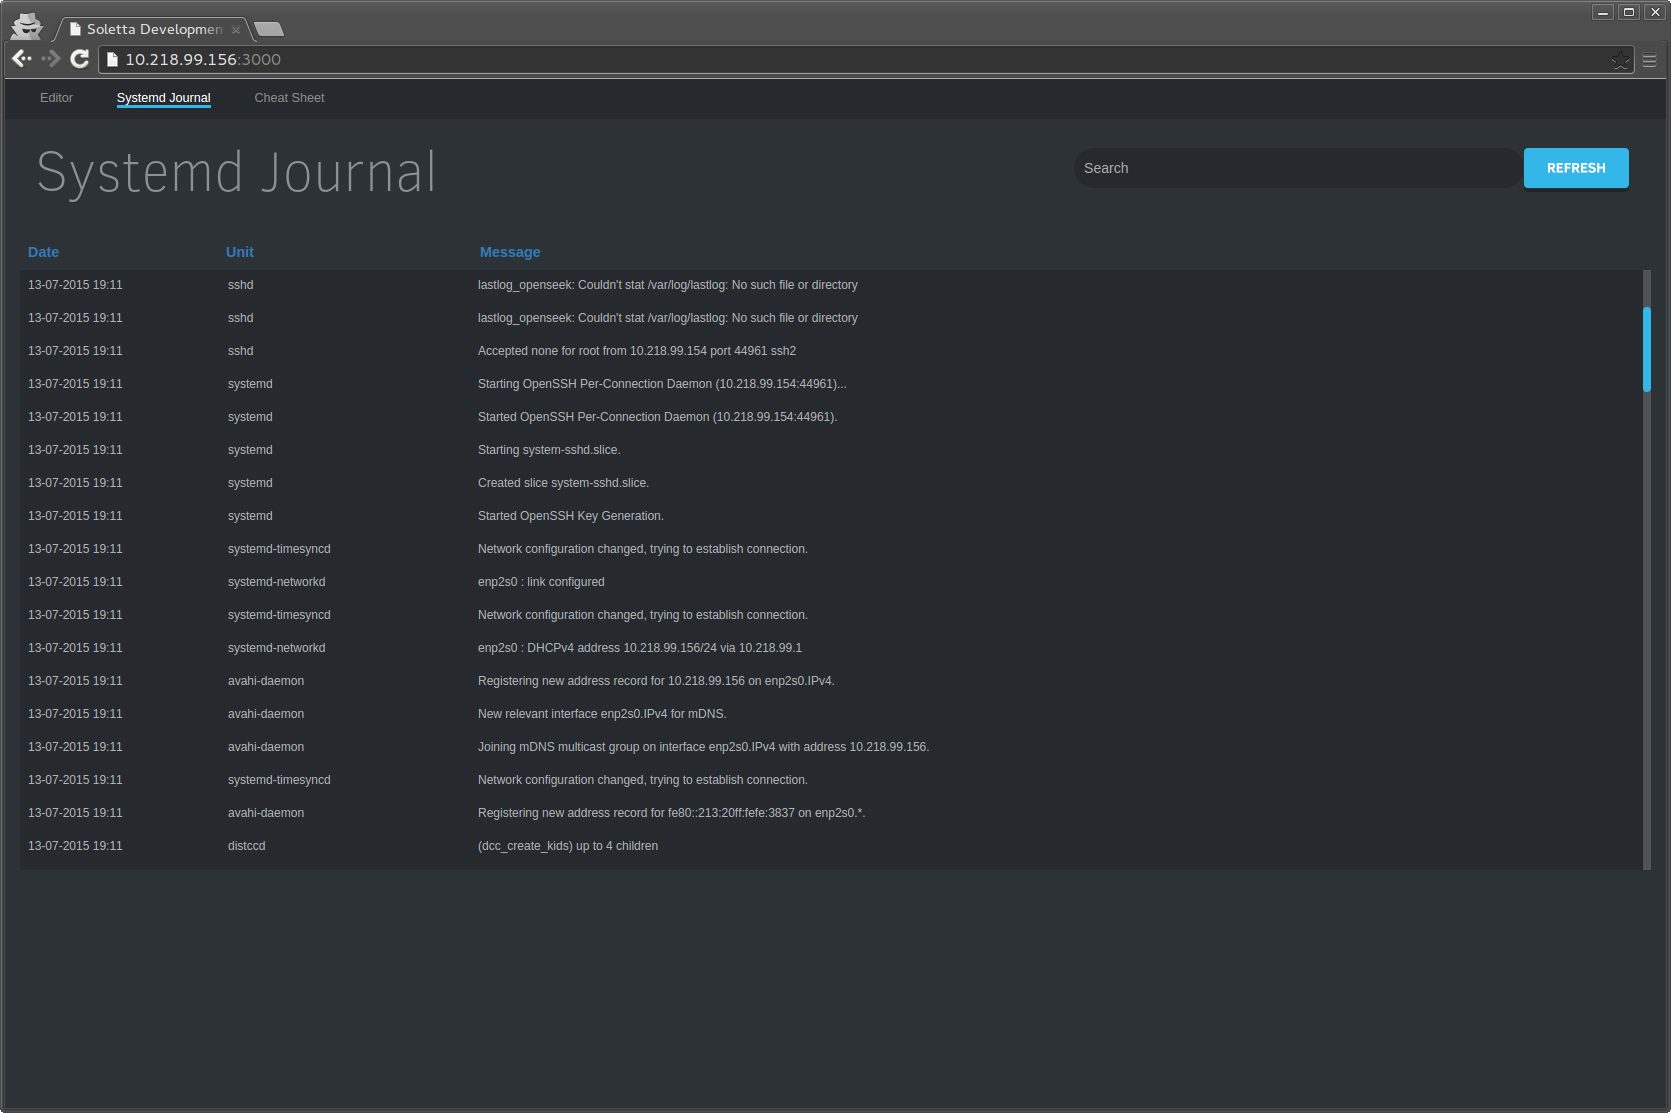 Soletta Developmen
10.218.99.156:3000
Editor Systemd Journal Cheat Sheet
Systemd Journal
Search REFRESH
Date Unit Message
13-07-2015 19:11 sshd lastlog_openseek: Couldn't stat /var/log/lastlog: No such file or directory
13-07-2015 19:11 sshd lastlog_openseek: Couldn't stat /var/log/lastlog: No such file or directory
13-07-2015 19:11 sshd Accepted none for root from 10.218.99.154 port 44961 ssh2
13-07-2015 19:11 systemd Starting OpenSSH Per-Connection Daemon (10.218.99.154:44961)...
13-07-2015 19:11 systemd Started OpenSSH Per-Connection Daemon (10.218.99.154:44961).
13-07-2015 19:11 systemd Starting system-sshd.slice.
13-07-2015 19:11 systemd Created slice system-sshd.slice.
13-07-2015 19:11 systemd Started OpenSSH Key Generation.
13-07-2015 19:11 systemd-timesyncd Network configuration changed, trying to establish connection.
13-07-2015 19:11 systemd-networkd enp2s0 : link configured
13-07-2015 19:11 systemd-timesyncd Network configuration changed, trying to establish connection.
13-07-2015 19:11 systemd-networkd enp2s0 : DHCPv4 address 10.218.99.156/24 via 10.218.99.1
13-07-2015 19:11 avahi-daemon Registering new address record for 10.218.99.156 on enp2s0.IPv4.
13-07-2015 19:11 avahi-daemon New relevant interface enp2s0.IPv4 for mDNS.
13-07-2015 19:11 avahi-daemon Joining mDNS multicast group on interface enp2s0.IPv4 with address 10.218.99.156.
13-07-2015 19:11 systemd-timesyncd Network configuration changed, trying to establish connection.
13-07-2015 19:11 avahi-daemon Registering new address record for fe80::213:20ff:fefe:3837 on enp2s0.*.
13-07-2015 19:11 distccd (dcc_create_kids) up to 4 children